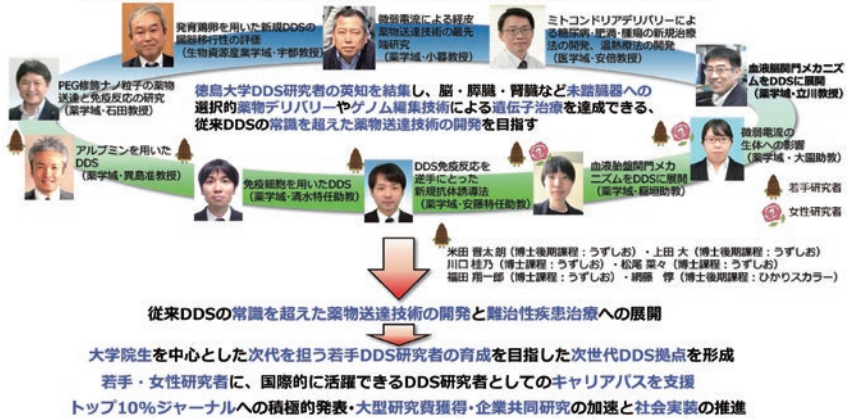 発育鶏卵を用いた新規DDSの
臓器移行性の評価
(生物資源産業学域・宇都教授)
微弱電流による経皮
薬物送達技術の最先
端研究
(薬学域・小暮教授)
ミトコンドリアデリバリーによ
る糖尿病・肥満・腫瘍の新規治療
法の開発、温熱療法の開発
(医学域・安倍教授)
血液脳関門メカニズ
ムをDDSに展開
(薬学域・立川教授)
PEG修飾ナノ粒子の薬物
送達と免疫反応の研究
(薬学域・石田教授)
徳島大学DDS研究者の英知を結集し、脳・膵臓・腎臓など未踏臓器への
選択的薬物デリバリーやゲノム編集技術による遺伝子治療を達成できる、
従来DDSの常識を超えた薬物送達技術の開発を目指す
微弱電流の
生体への影響
(薬学域・大園助教)
アルブミンを用いた
DDS
(薬学域・異島准教授)
免疫細胞を用いたDDS
(薬学域・清水特任助教)
DDS免疫反応を
逆手にとった
新規抗体誘導法
(薬学域・安藤特任助教)
血液胎盤関門メカ
ニズムをDDSに展開
(薬学域・稲垣助教)
若手研究者
女性研究者
米田 晋太朗(博士後期課程:うずしお)・上田 大(博士後期課程:うずしお)
川口 桂乃(博士課程:うずしお)・松尾 菜々(博士課程:うずしお)
福田 翔一郎(博士後期課程:うずしお)・網藤 惇(博士後期課程:ひかりスカラー)
従来DDSの常識を超えた薬物送達技術の開発と難治性疾患治療への展開
大学院生を中心とした次代を担う若手DDS研究者の育成を目指した次世代DDS拠点を形成
若手・女性研究者に、国際的に活躍できるDDS研究者としてのキャリアパスを支援
トップ10%ジャーナルへの積極的発表・大型研究費獲得・企業共同研究の加速と社会実装の推進